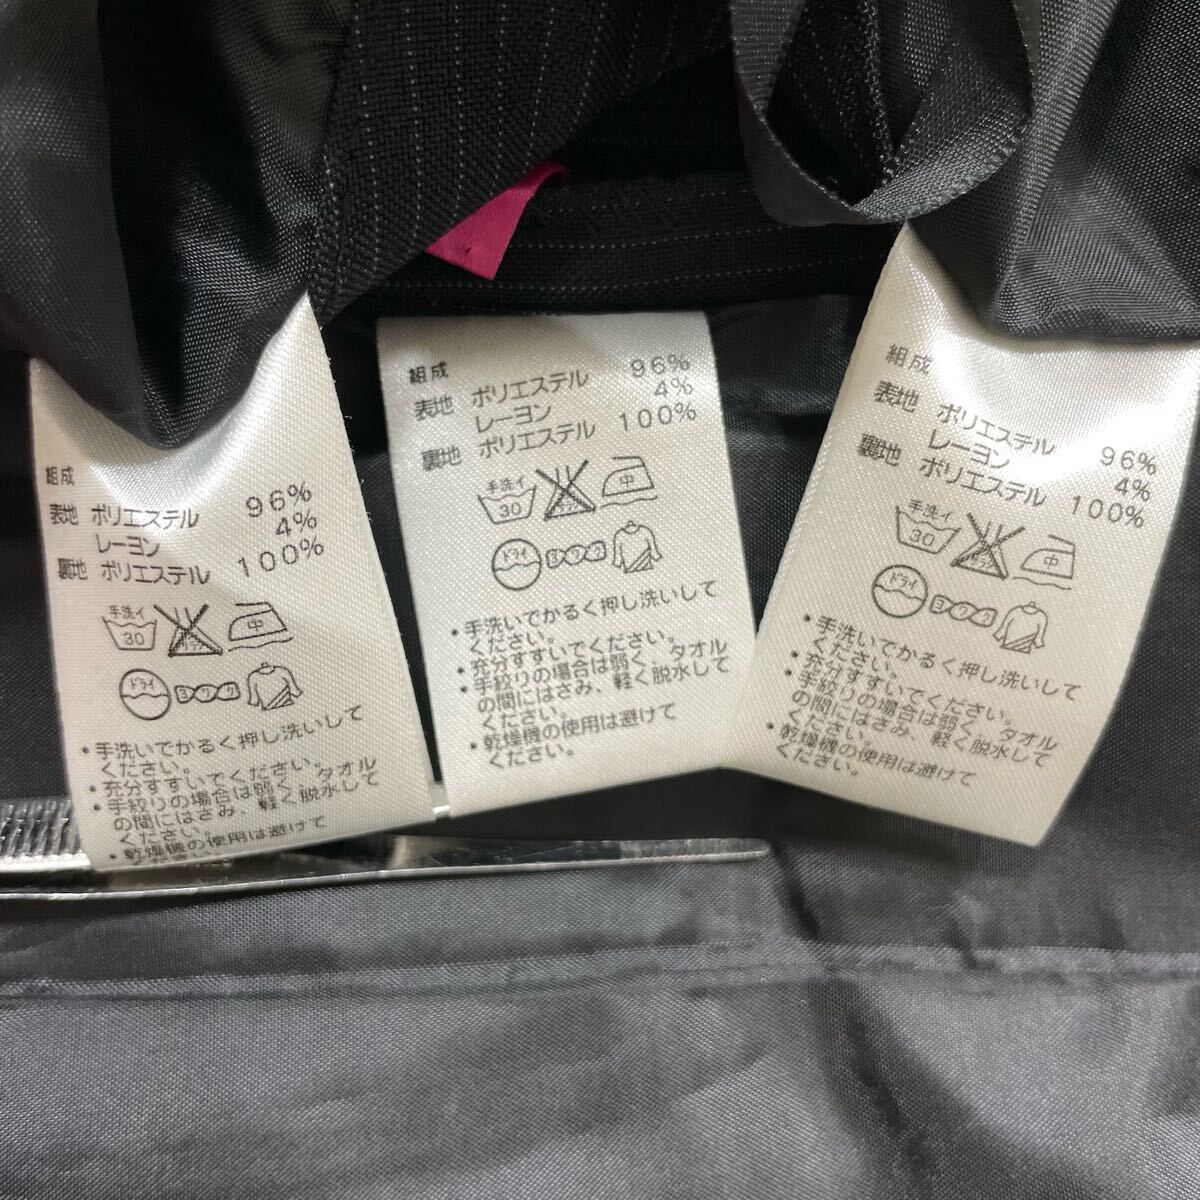 組成
表地 ポリエステル 96%
レーヨン 4%
裏地 ポリエステル 100%
手洗イ
30
中
ドライ
・手洗いでかるく押し洗いして
ください。
・充分すすいでください。
・手絞りの場合は弱く、タオル
の間にはさみ、軽く脱水して
ください。
・乾燥機の使用は避けて
組成
表地 ポリエステル 96%
レーヨン 4%
裏地 ポリエステル 100%
手洗イ
30
中
ドライ
・手洗いでかるく押し洗いして
ください。
・充分すすいでください。
・手絞りの場合は弱く、タオル
の間にはさみ、軽く脱水して
ください。
・乾燥機の使用は避けて
ください。
組成
表地 ポリエステル 96%
レーヨン 4%
裏地 ポリエステル 100%
手洗イ
30
中
ドライ
・手洗いでかるく押し洗いして
ください。
・充分すすいでください。
・手絞りの場合は弱く、タオル
の間にはさみ、軽く脱水して
ください。
・乾燥機の使用は避けて
ください。